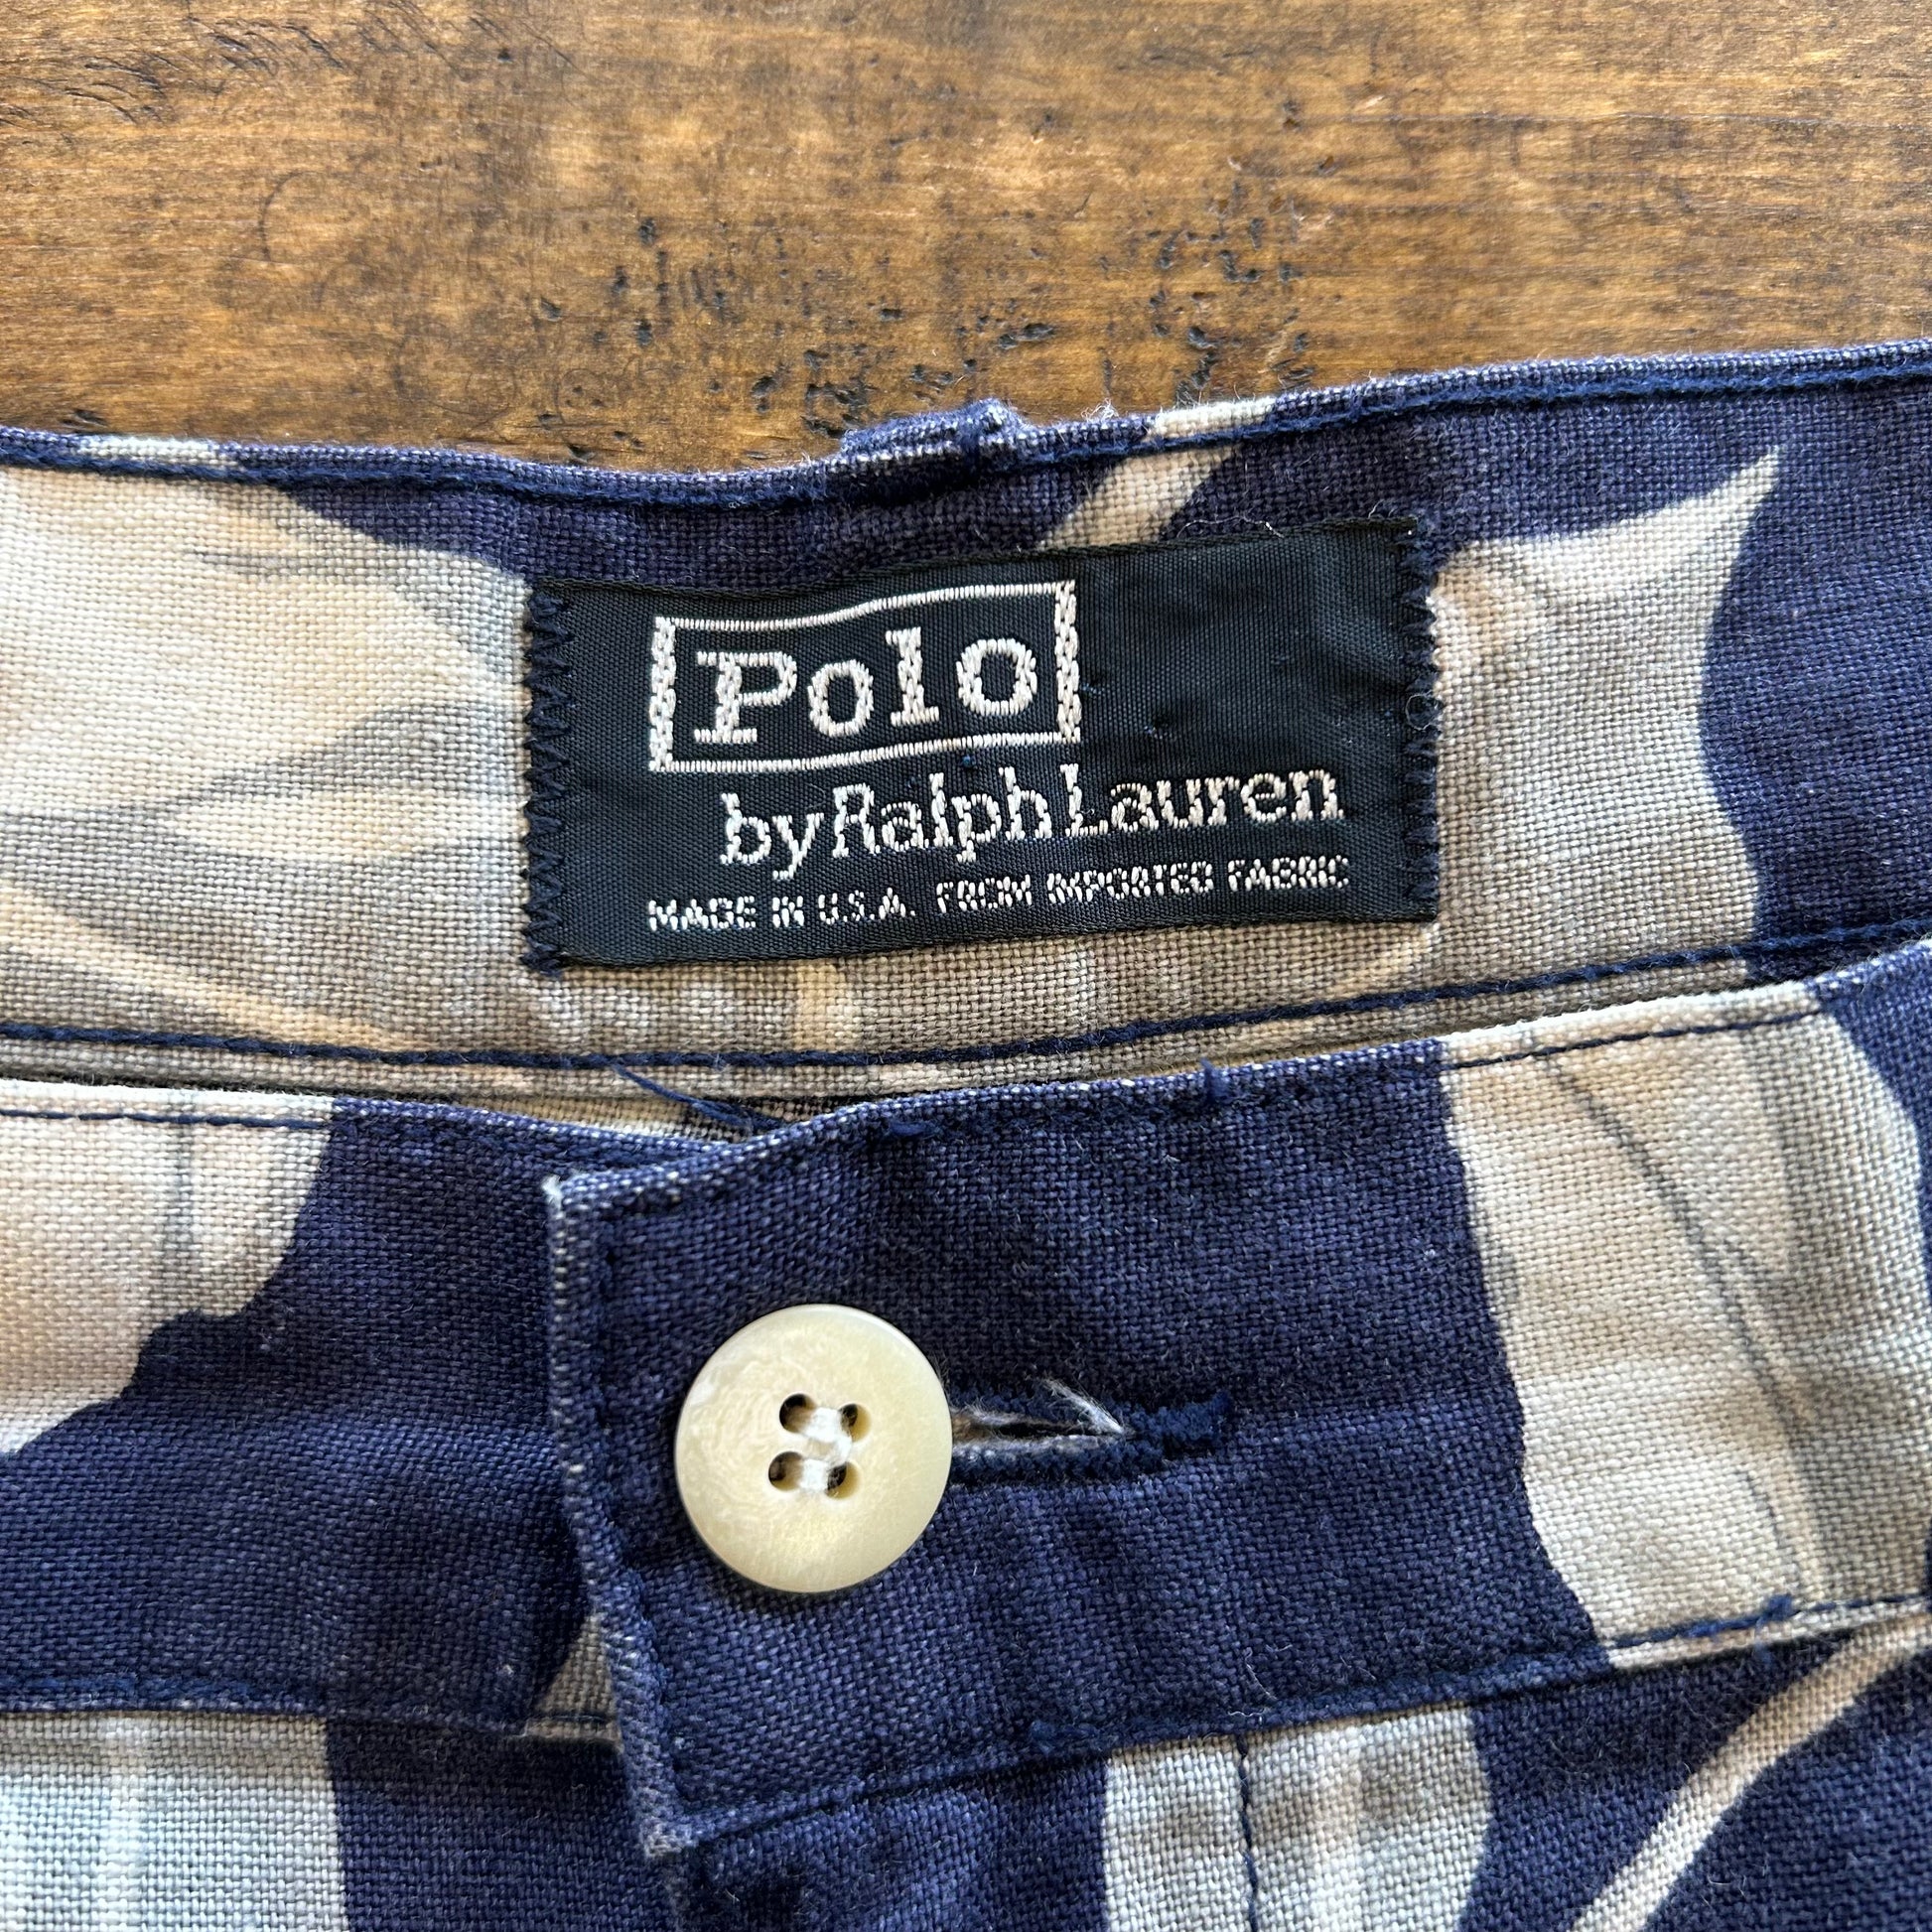 Polo
by Ralph Lauren
MADE IN U.S.A. FROM IMPORTED FABRIC